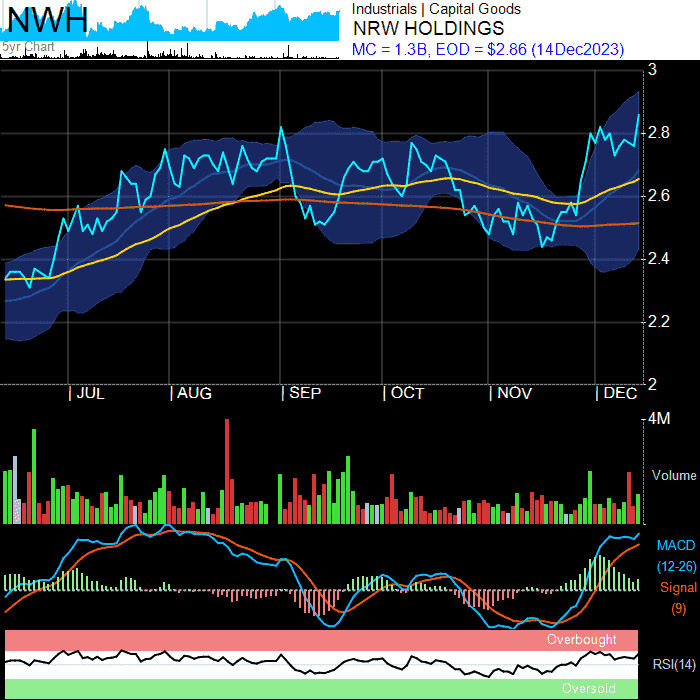 NWH
5yr Chart
Industrials | Capital Goods
NRW HOLDINGS
MC = 1.3B, EOD = $2.86 (14Dec2023)
3
2.8
2.6
2.4
2.2
2
| JUL | AUG | SEP | OCT | NOV | DEC
4M
Volume
MACD
(12-26)
Signal
(9)
Overbought
RSI(14)
Oversold